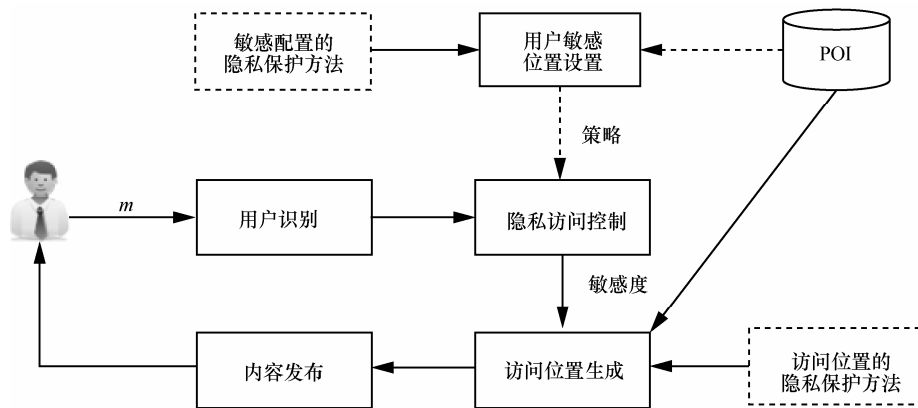 敏感配置的
隐私保护方法
用户敏感
位置设置
POI
策略
m
用户识别
隐私访问控制
敏感度
内容发布
访问位置生成
访问位置的
隐私保护方法